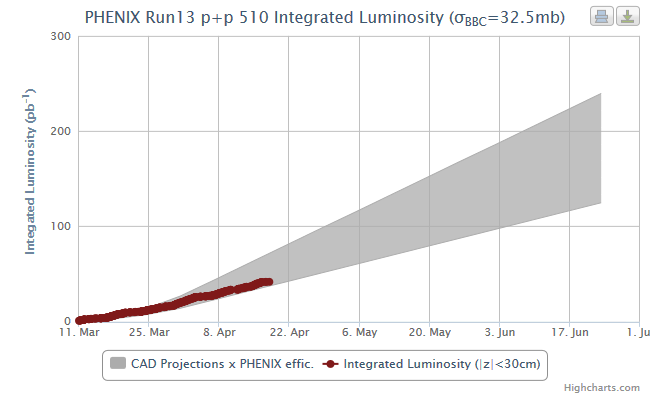 PHENIX Run13 p+p 510 Integrated Luminosity (σBBC=32.5mb)
Integated Luminosity (pb-1)
300
200
100
0
11. Mar 25. Mar 8. Apr 22. Apr 6. May 20. May 3. Jun 17. Jun 1. Ju
CAD Projections x PHENIX effic. Integrated Luminosity (|z|<30cm)
Highcharts.com